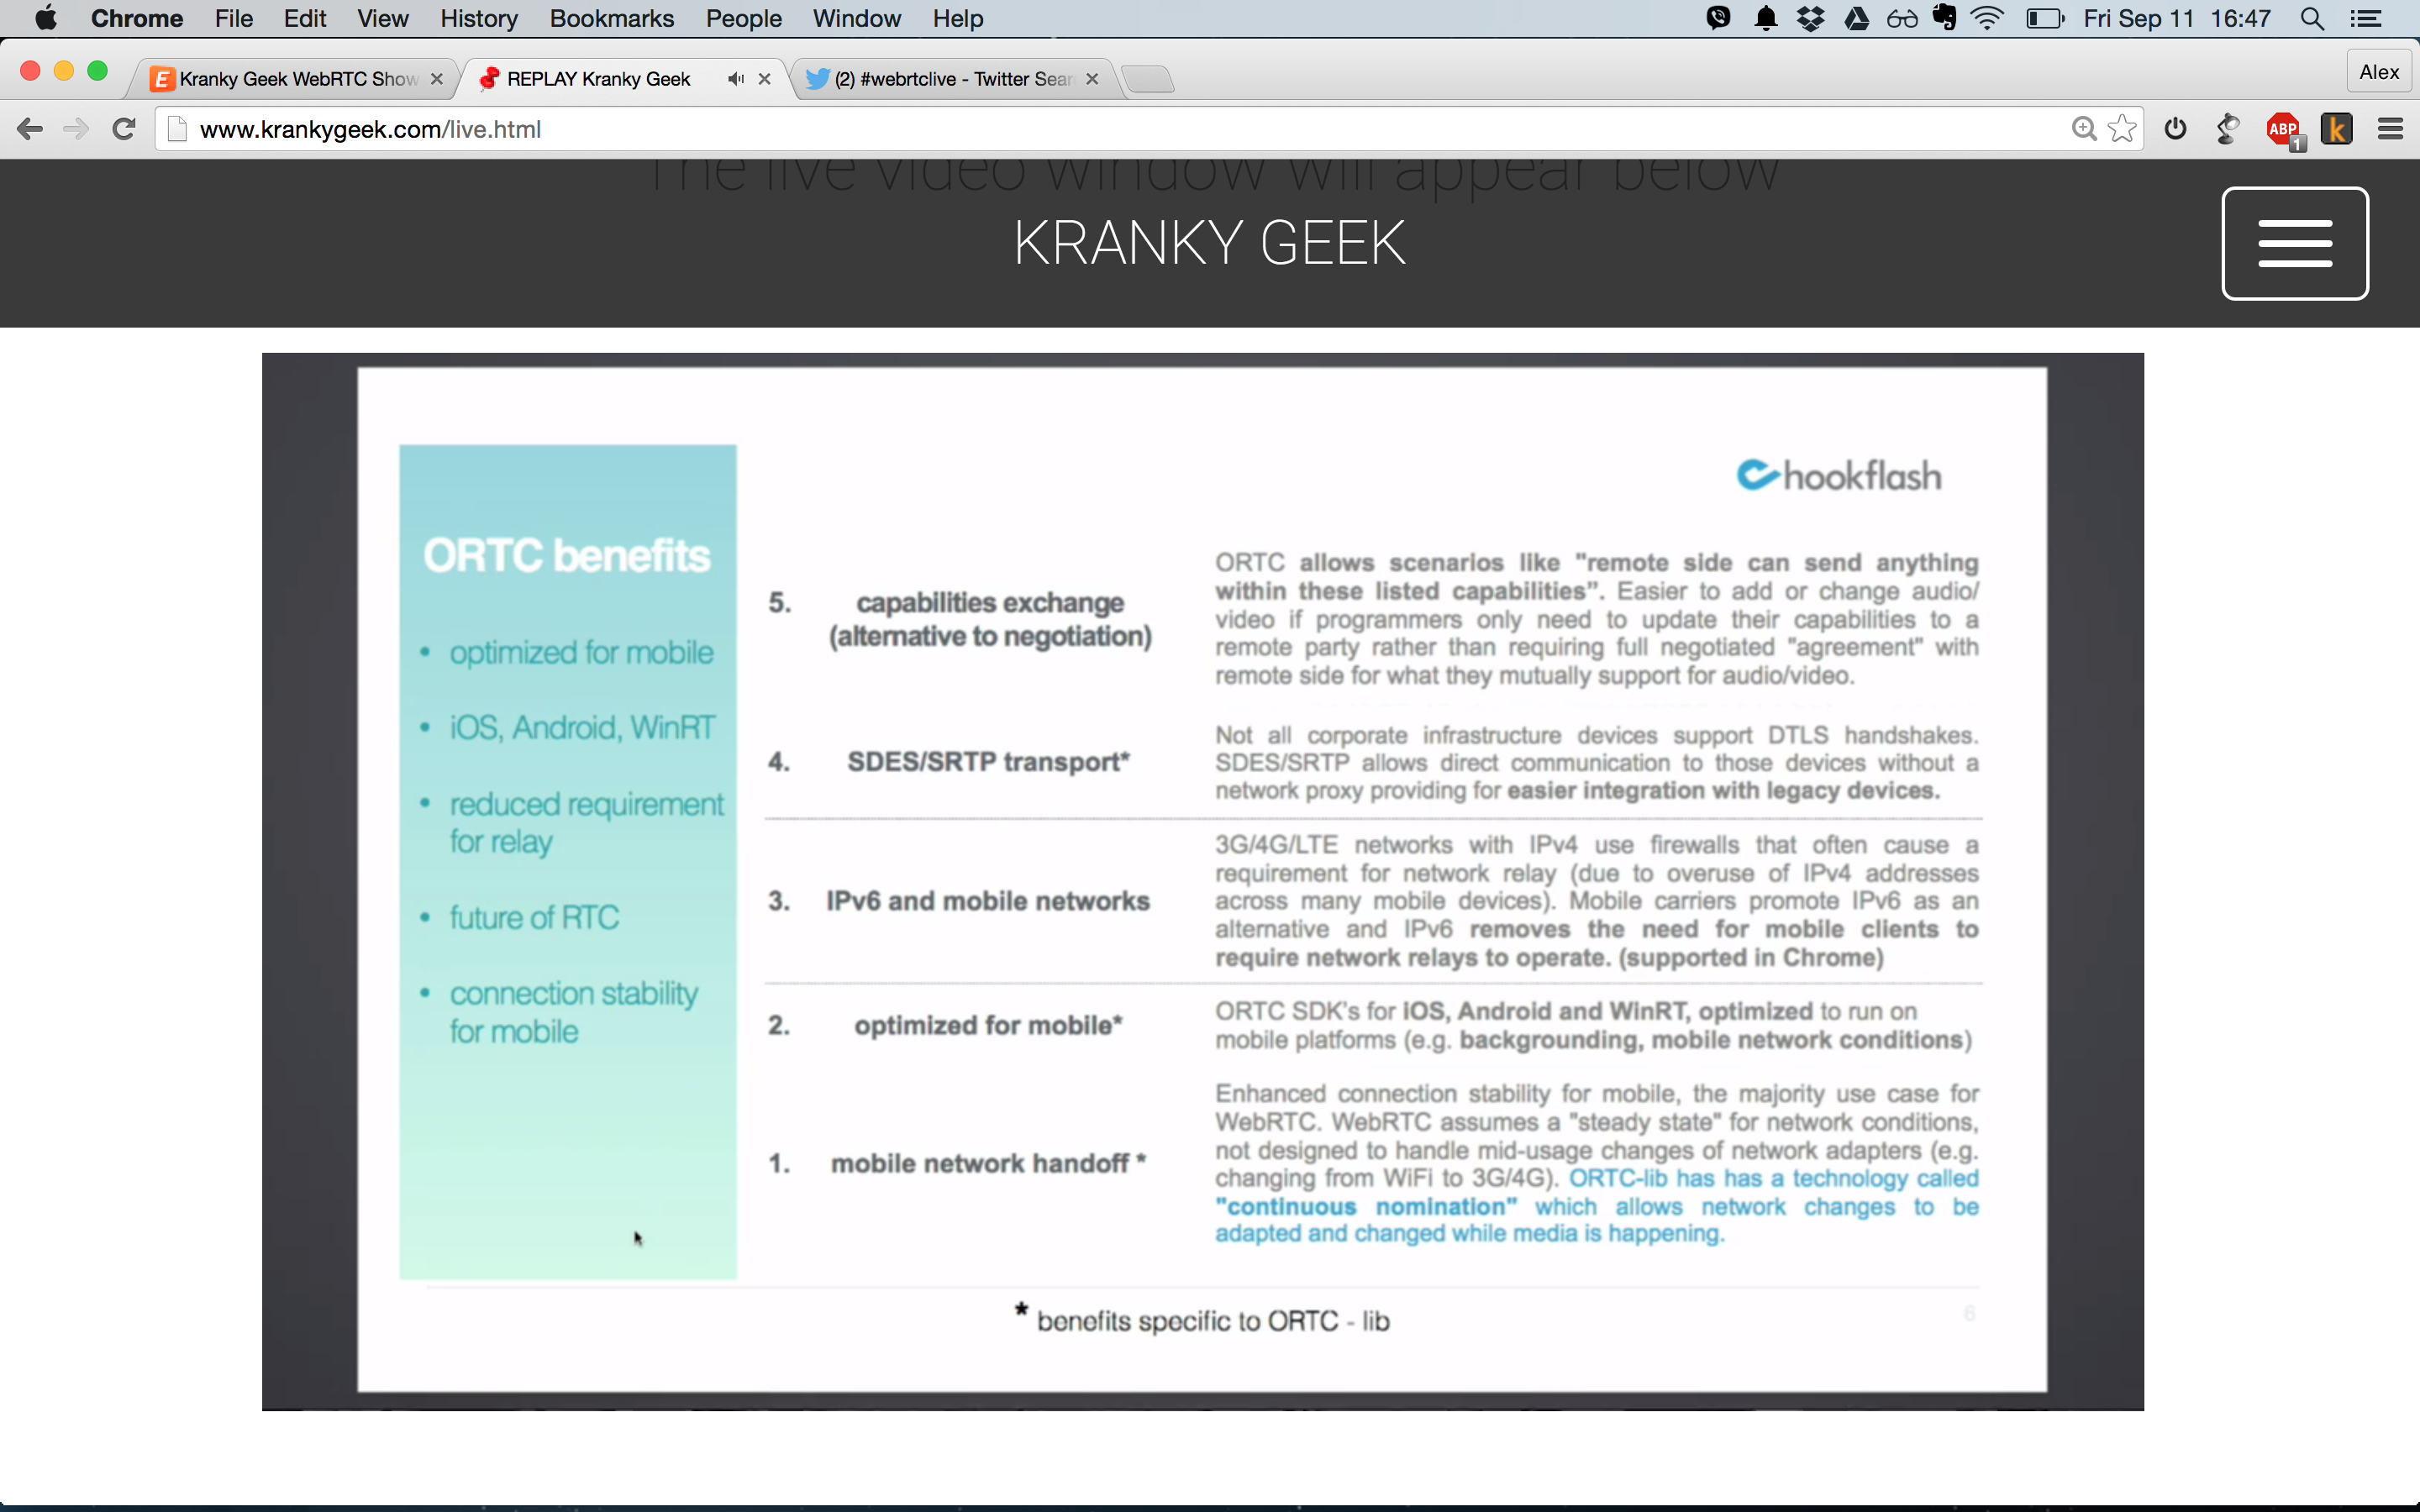 Chrome File Edit View History Bookmarks People Window Help
Fri Sep 11 16:47
E Kranky Geek WebRTC Show
REPLAY Kranky Geek
(2) #webrtclive - Twitter Sear
Alex
www.krankygeek.com/live.html
ABP
1
k
The live video window will appear below
KRANKY GEEK
hookflash
ORTC benefits
• optimized for mobile
• iOS, Android, WinRT
• reduced requirement
for relay
• future of RTC
• connection stability
for mobile
5. capabilities exchange
(alternative to negotiation)
ORTC allows scenarios like "remote side can send anything
within these listed capabilities”. Easier to add or change audio/
video if programmers only need to update their capabilities to a
remote party rather than requiring full negotiated "agreement" with
remote side for what they mutually support for audio/video.
4. SDES/SRTP transport*
Not all corporate infrastructure devices support DTLS handshakes.
SDES/SRTP allows direct communication to those devices without a
network proxy providing for easier integration with legacy devices.
3. IPv6 and mobile networks
3G/4G/LTE networks with IPv4 use firewalls that often cause a
requirement for network relay (due to overuse of IPv4 addresses
across many mobile devices). Mobile carriers promote IPv6 as an
alternative and IPv6 removes the need for mobile clients to
require network relays to operate. (supported in Chrome)
2. optimized for mobile*
ORTC SDK's for iOS, Android and WinRT, optimized to run on
mobile platforms (e.g. backgrounding, mobile network conditions)
1. mobile network handoff *
Enhanced connection stability for mobile, the majority use case for
WebRTC. WebRTC assumes a "steady state" for network conditions,
not designed to handle mid-usage changes of network adapters (e.g.
changing from WiFi to 3G/4G). ORTC-lib has has a technology called
"continuous nomination" which allows network changes to be
adapted and changed while media is happening.
* benefits specific to ORTC - lib
6